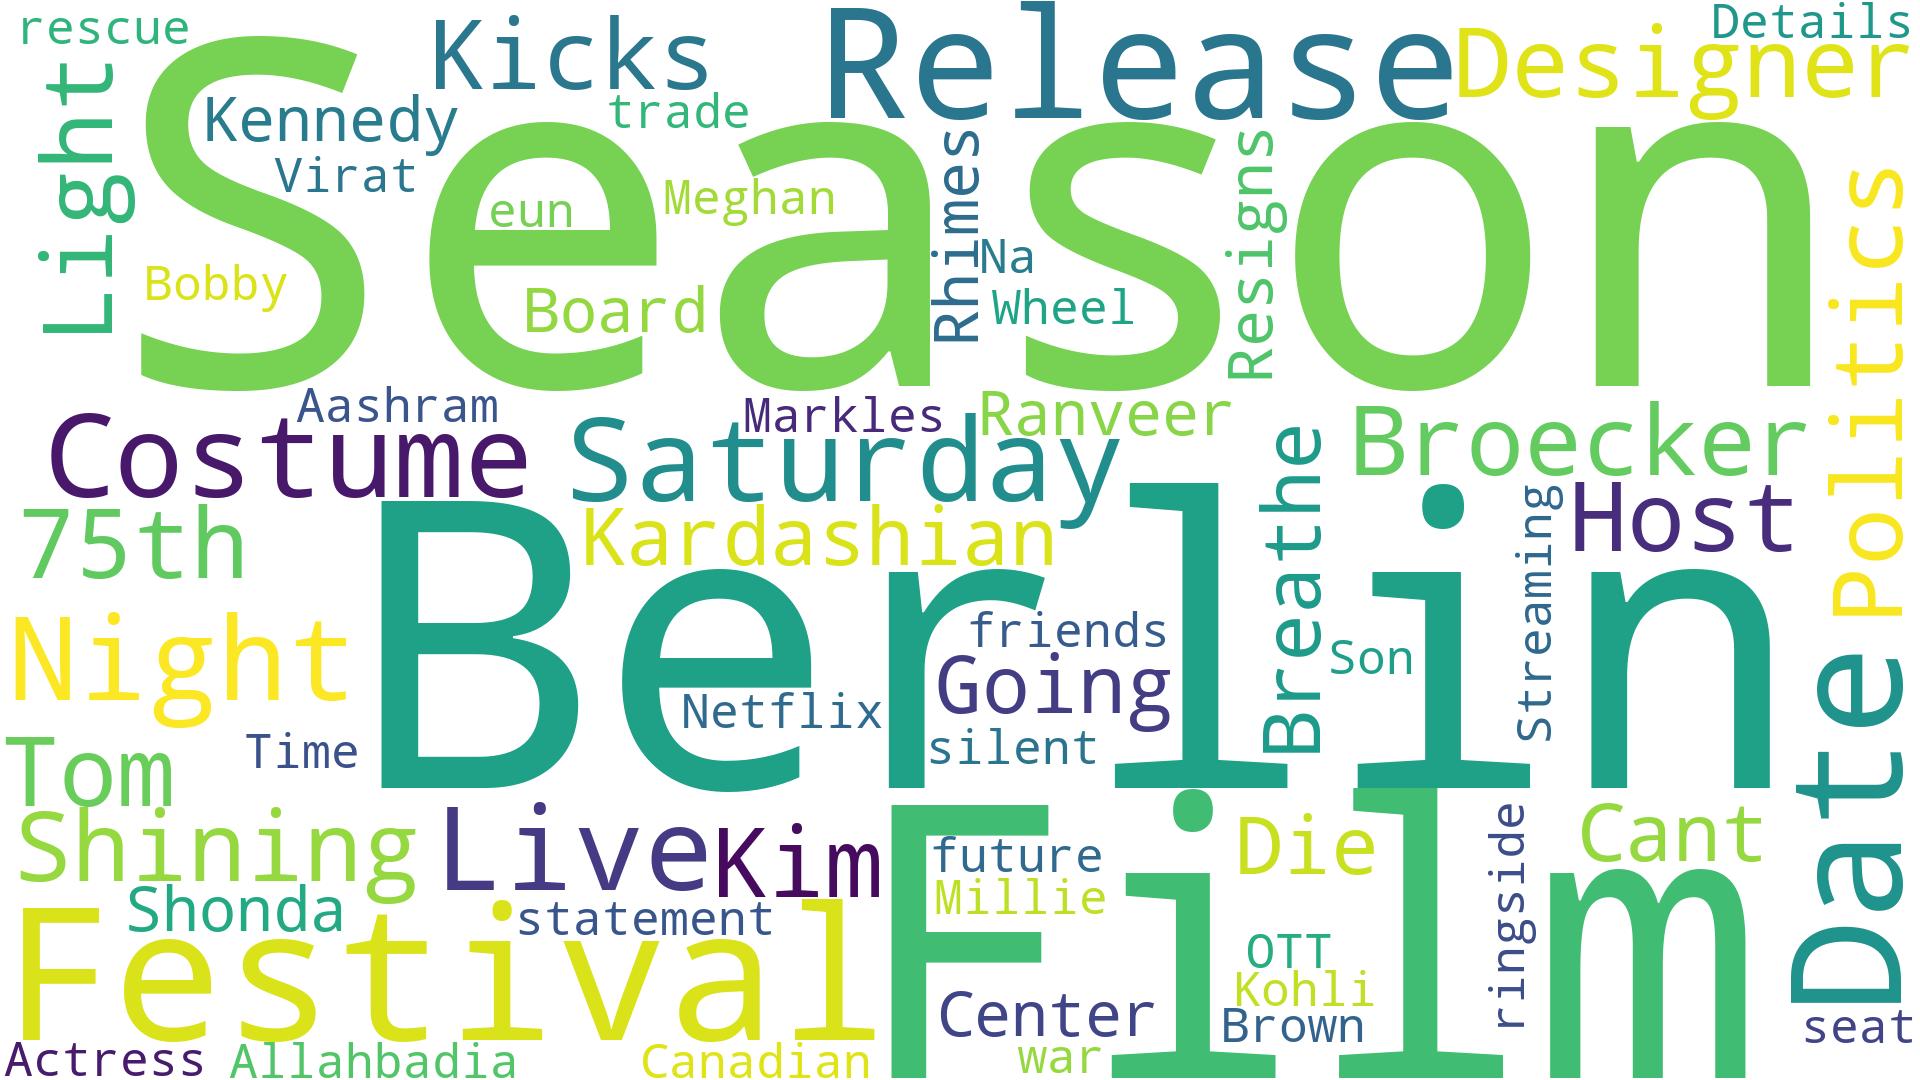 rescue
Kicks
Release
Designer
Details
Light
Season
Kennedy
trade
Virat
eun
Meghan
Rhimes
Resigns
Na
Bobby
Board
Wheel
Politics
Aashram
Costume
Saturday
Markles
Ranveer
Broecker
75th
Kardashian
Breathe
Streaming
Host
Berlin
Night
friends
Going
Son
Netflix
silent
Tom
Time
Date
Shining
Live
Kim
Film
future
Die
ringside
Cant
Millie
Shonda
statement
Festival
OTT
Kohli
Center
Brown
seat
Actress
Allahbadia
Canadian
war